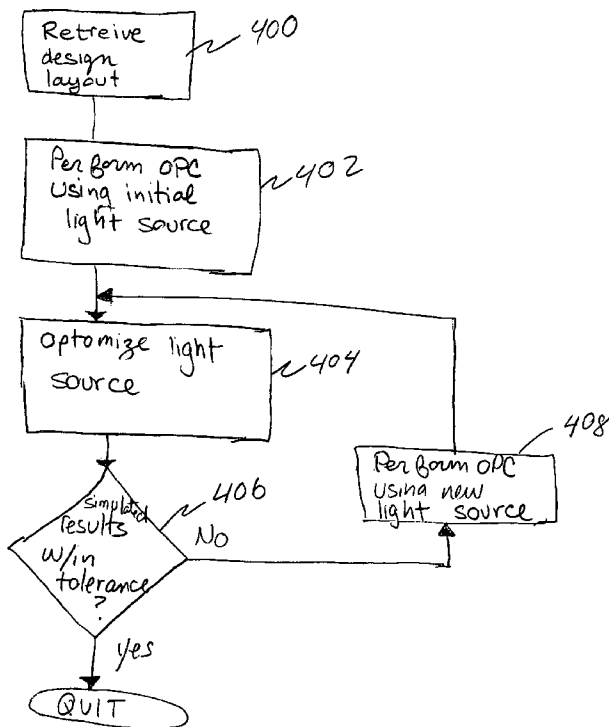 Retreive
design
layout
400
Perform OPC
using initial
light source
402
optomize light
source
404
simplated
results
w/in
tolerance
?
406
No
Perform OPC
using new
light source
408
yes
QUIT